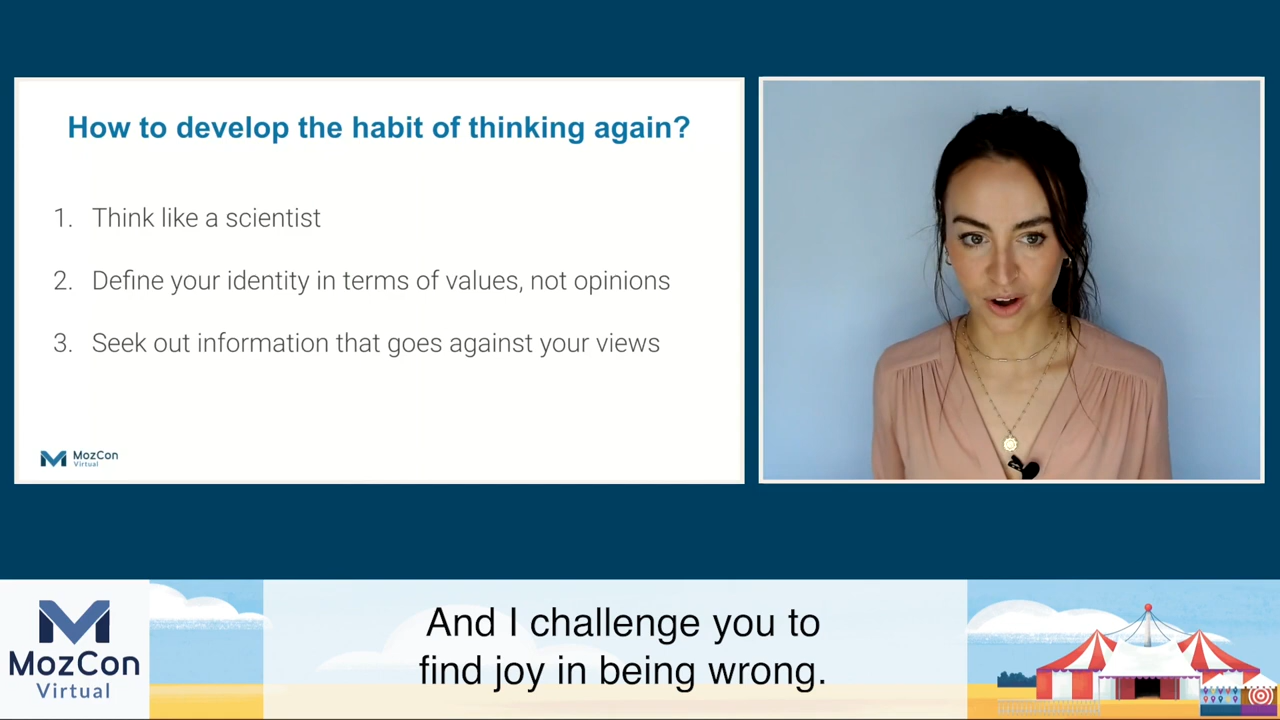 How to develop the habit of thinking again?
1. Think like a scientist
2. Define your identity in terms of values, not opinions
3. Seek out information that goes against your views
MozCon
Virtual
And I challenge you to
find joy in being wrong.
MozCon
Virtual